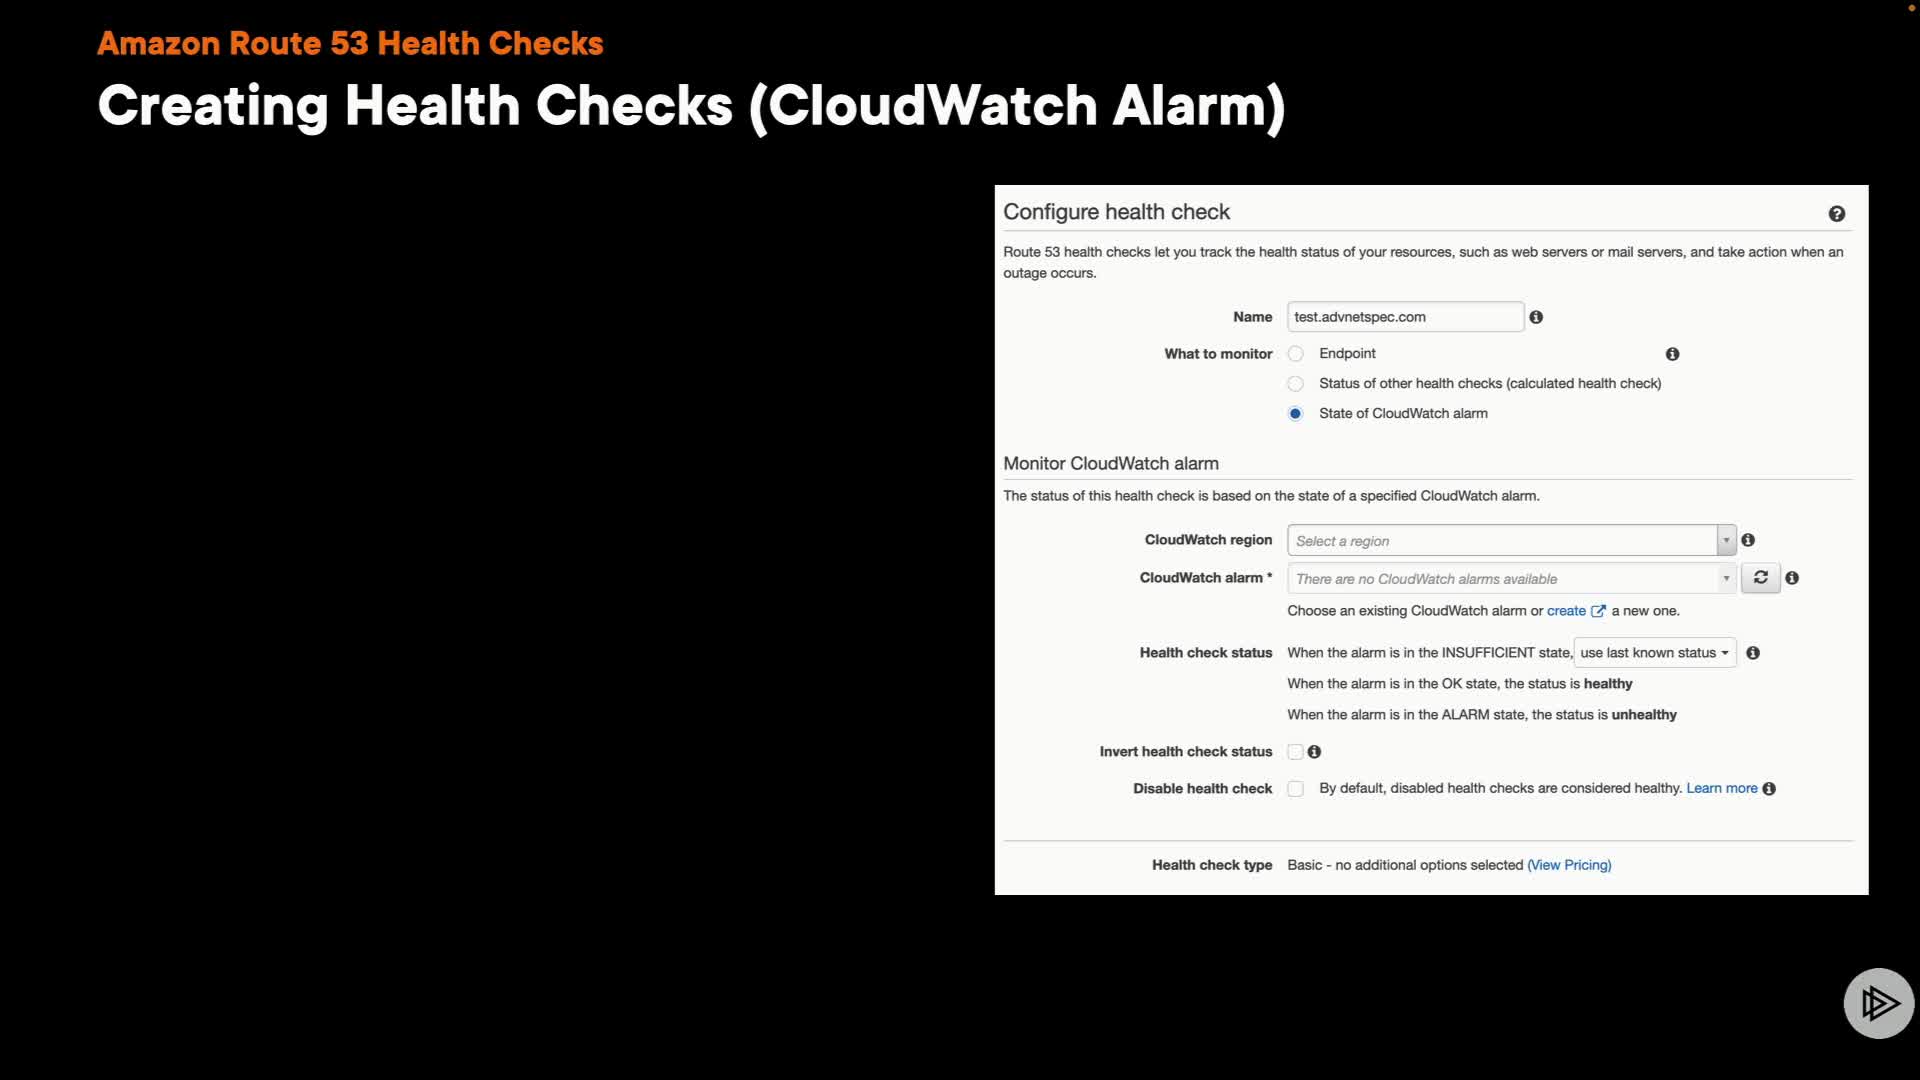 Amazon Route 53 Health Checks
Creating Health Checks (CloudWatch Alarm)
Configure health check
Route 53 health checks let you track the health status of your resources, such as web servers or mail servers, and take action when an
outage occurs.
Name test.advnetspec.com
What to monitor Endpoint
Status of other health checks (calculated health check)
State of CloudWatch alarm
Monitor CloudWatch alarm
The status of this health check is based on the state of a specified CloudWatch alarm.
CloudWatch region Select a region
CloudWatch alarm * There are no CloudWatch alarms available
Choose an existing CloudWatch alarm or create a new one.
Health check status When the alarm is in the INSUFFICIENT state, use last known status
When the alarm is in the OK state, the status is healthy
When the alarm is in the ALARM state, the status is unhealthy
Invert health check status
Disable health check By default, disabled health checks are considered healthy. Learn more
Health check type Basic - no additional options selected (View Pricing)